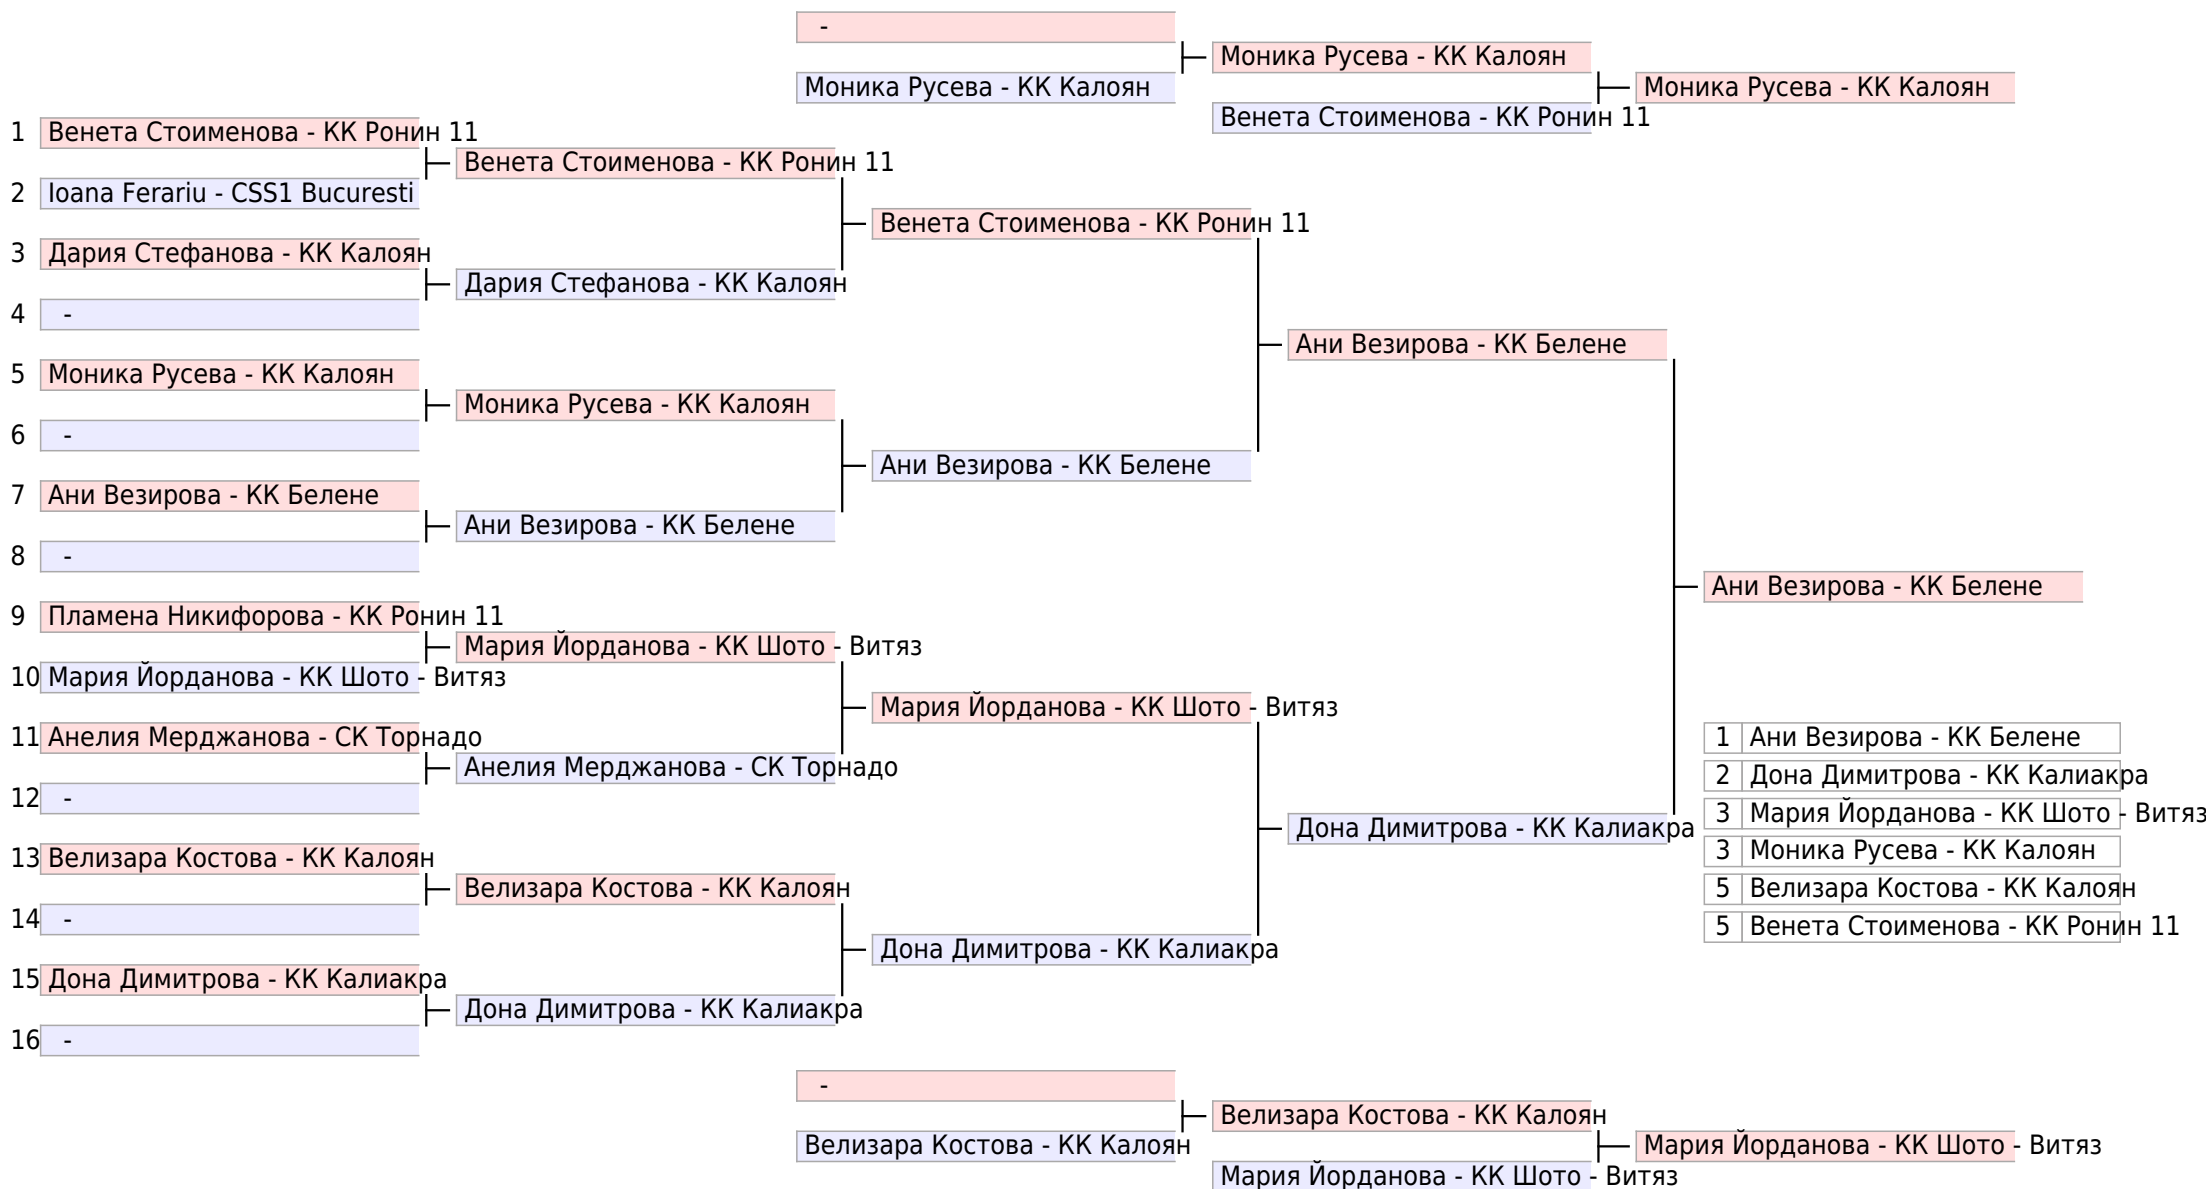 -
Моника Русева - КК Калоян
Моника Русева - КК Калоян
Венета Стоименова - КК Ронин 11
Моника Русева - КК Калоян
1 Венета Стоименова - КК Ронин 11
2 Ioana Ferariu - CSS1 Bucuresti
3 Дария Стефанова - КК Калоян
4 -
5 Моника Русева - КК Калоян
6 -
7 Ани Везирова - КК Белене
8 -
9 Пламена Никифорова - КК Ронин 11
10 Мария Йорданова - КК Шото - Витяз
11 Анелия Мерджанова - СК Торнадо
12 -
13 Велизара Костова - КК Калоян
14 -
15 Дона Димитрова - КК Калиакра
16 -
Венета Стоименова - КК Ронин 11
Дария Стефанова - КК Калоян
Моника Русева - КК Калоян
Ани Везирова - КК Белене
Мария Йорданова - КК Шото - Витяз
Анелия Мерджанова - СК Торнадо
Велизара Костова - КК Калоян
Дона Димитрова - КК Калиакра
Венета Стоименова - КК Ронин 11
Ани Везирова - КК Белене
Мария Йорданова - КК Шото - Витяз
Дона Димитрова - КК Калиакра
Ани Везирова - КК Белене
Дона Димитрова - КК Калиакра
Ани Везирова - КК Белене
1 Ани Везирова - КК Белене
2 Дона Димитрова - КК Калиакра
3 Мария Йорданова - КК Шото - Витяз
3 Моника Русева - КК Калоян
5 Велизара Костова - КК Калоян
5 Венета Стоименова - КК Ронин 11
-
Велизара Костова - КК Калоян
Велизара Костова - КК Калоян
Мария Йорданова - КК Шото - Витяз
Мария Йорданова - КК Шото - Витяз